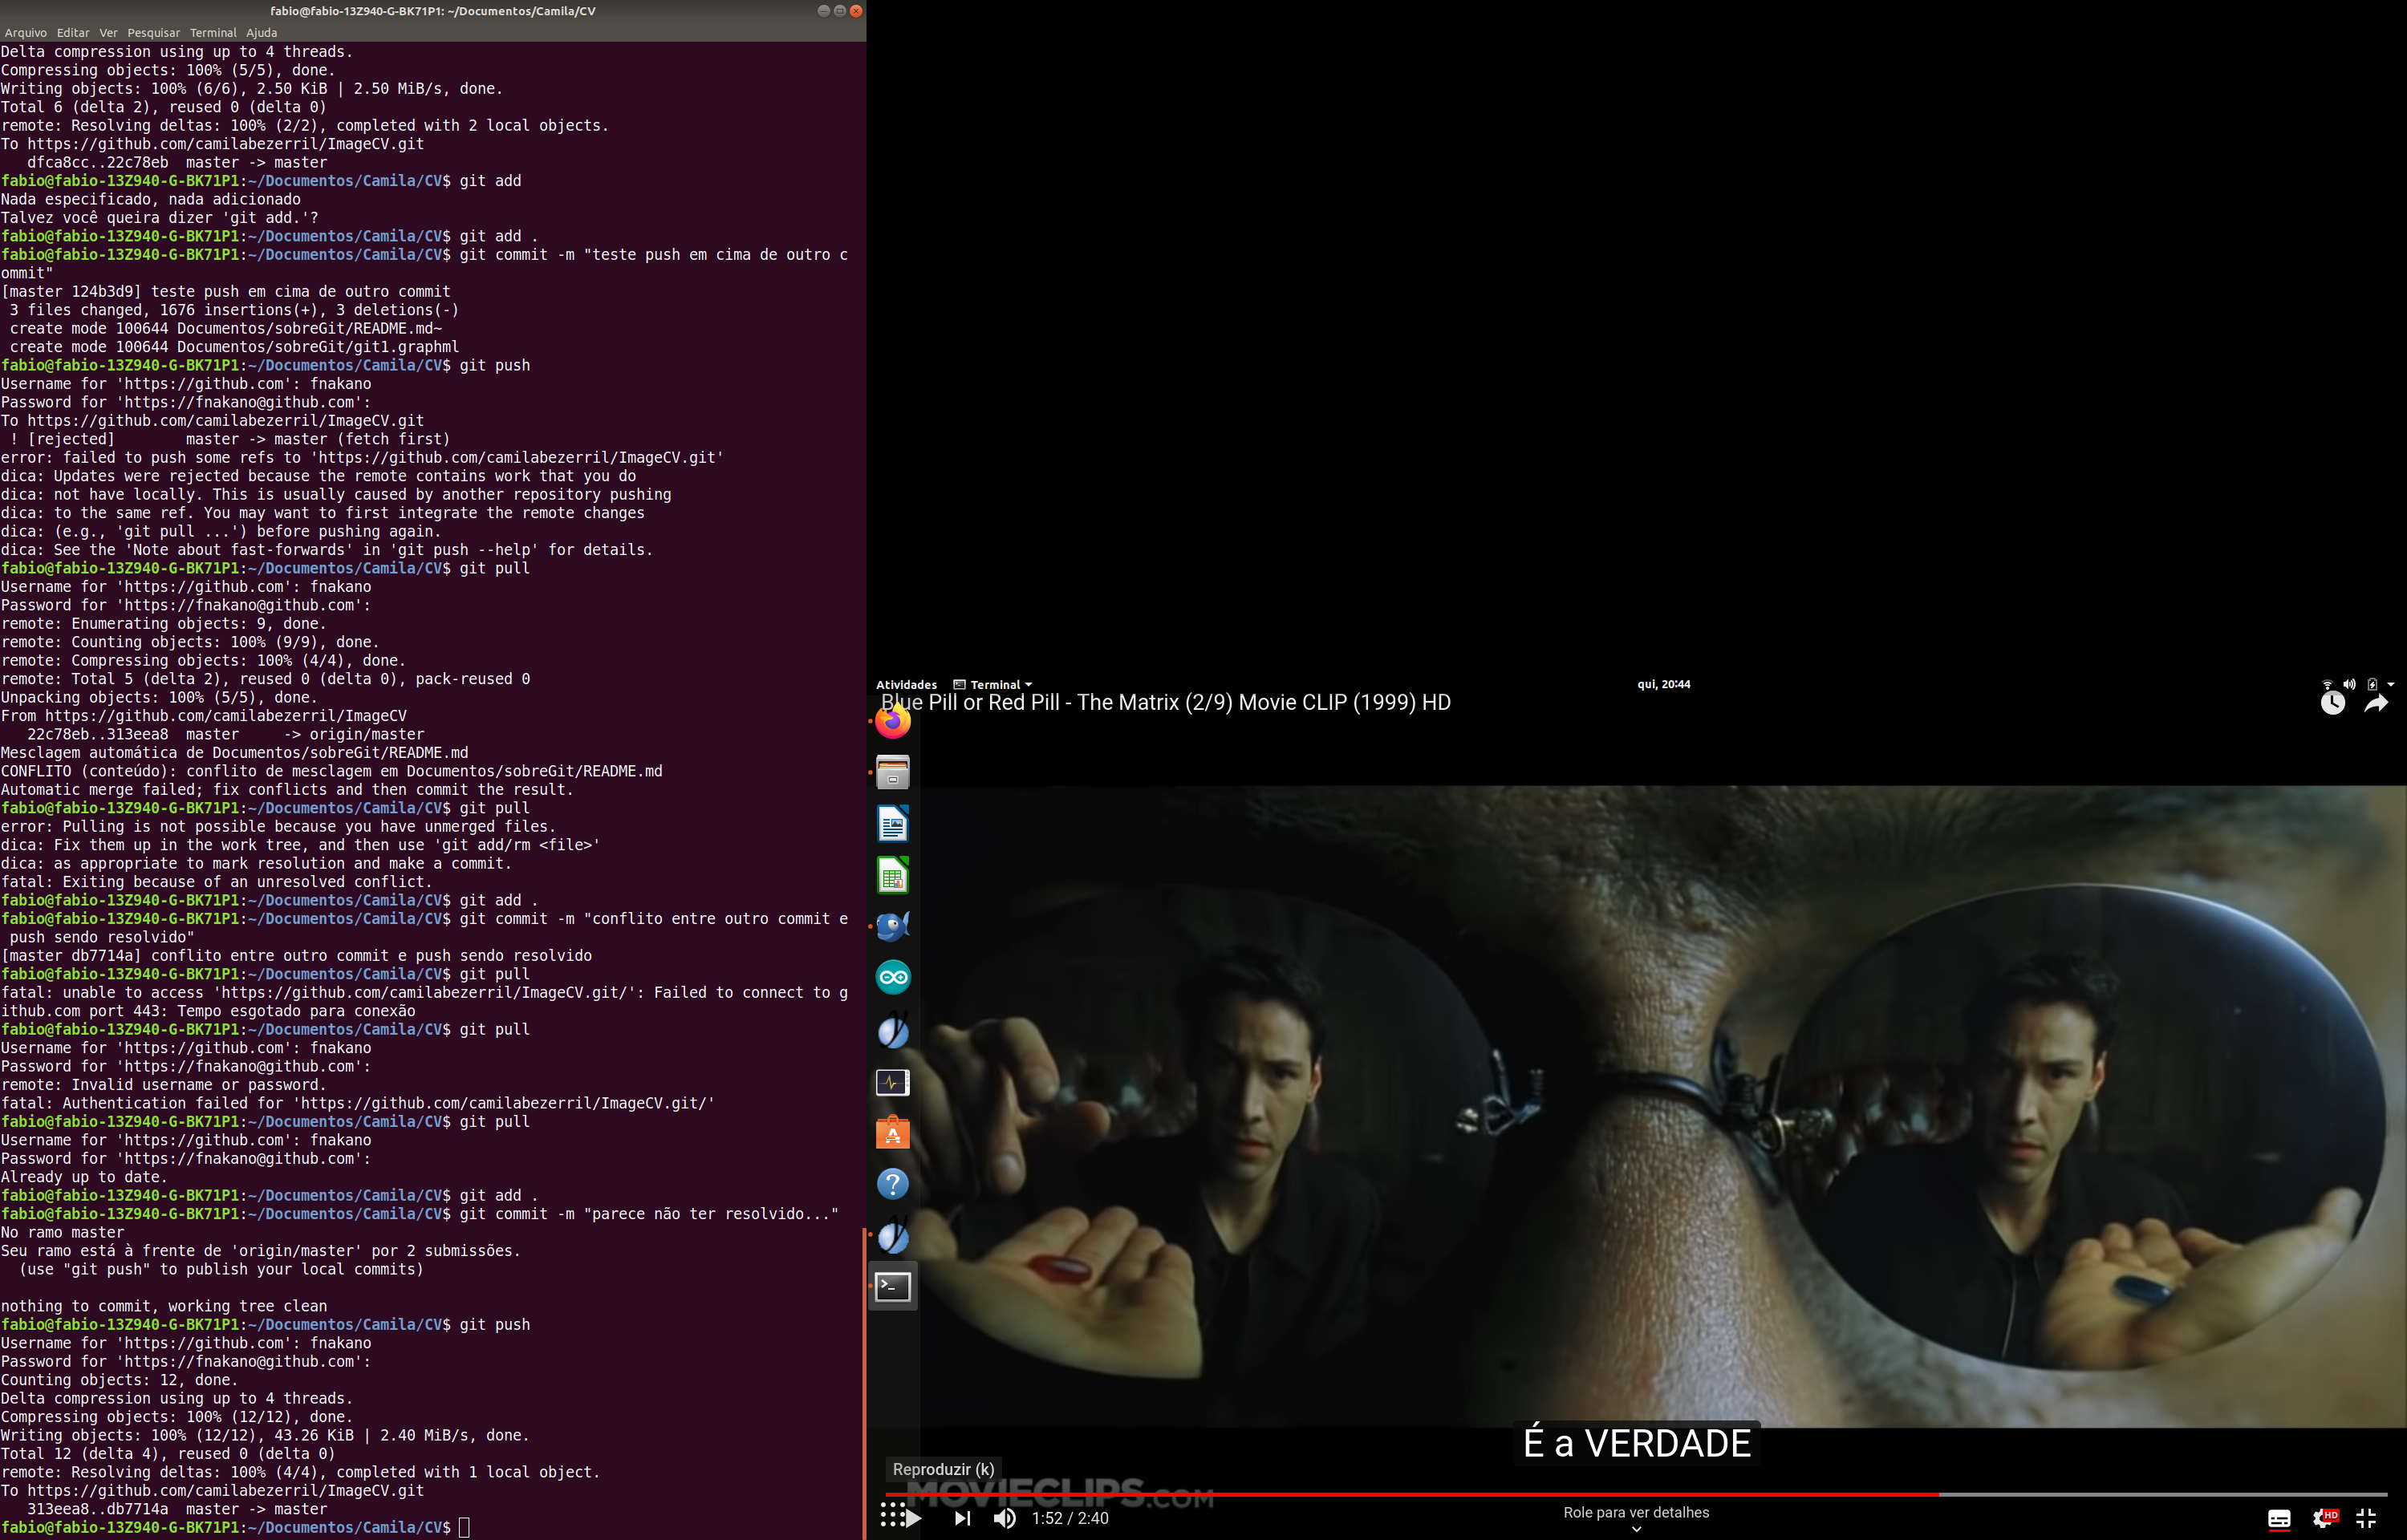 fabio@fabio-13Z940-G-BK71P1: ~/Documentos/Camila/CV
Arquivo Editar Ver Pesquisar Terminal Ajuda
Delta compression using up to 4 threads.
Compressing objects: 100% (5/5), done.
Writing objects: 100% (6/6), 2.50 KiB | 2.50 MiB/s, done.
Total 6 (delta 2), reused 0 (delta 0)
remote: Resolving deltas: 100% (2/2), completed with 2 local objects.
To https://github.com/camilabezerril/ImageCV.git
   dfca8cc..22c78eb  master -> master
fabio@fabio-13Z940-G-BK71P1:~/Documentos/Camila/CV$ git add
Nada especificado, nada adicionado
Talvez você queira dizer 'git add.'?
fabio@fabio-13Z940-G-BK71P1:~/Documentos/Camila/CV$ git add .
fabio@fabio-13Z940-G-BK71P1:~/Documentos/Camila/CV$ git commit -m "teste push em cima de outro c
ommit"
[master 124b3d9] teste push em cima de outro commit
 3 files changed, 1676 insertions(+), 3 deletions(-)
 create mode 100644 Documentos/sobreGit/README.md~
 create mode 100644 Documentos/sobreGit/git1.graphml
fabio@fabio-13Z940-G-BK71P1:~/Documentos/Camila/CV$ git push
Username for 'https://github.com': fnakano
Password for 'https://fnakano@github.com':
To https://github.com/camilabezerril/ImageCV.git
 ! [rejected]        master -> master (fetch first)
error: failed to push some refs to 'https://github.com/camilabezerril/ImageCV.git'
dica: Updates were rejected because the remote contains work that you do
dica: not have locally. This is usually caused by another repository pushing
dica: to the same ref. You may want to first integrate the remote changes
dica: (e.g., 'git pull ...') before pushing again.
dica: See the 'Note about fast-forwards' in 'git push --help' for details.
fabio@fabio-13Z940-G-BK71P1:~/Documentos/Camila/CV$ git pull
Username for 'https://github.com': fnakano
Password for 'https://fnakano@github.com':
remote: Enumerating objects: 9, done.
remote: Counting objects: 100% (9/9), done.
remote: Compressing objects: 100% (4/4), done.
remote: Total 5 (delta 2), reused 0 (delta 0), pack-reused 0
Unpacking objects: 100% (5/5), done.
From https://github.com/camilabezerril/ImageCV
   22c78eb..313eea8  master     -> origin/master
Mesclagem automática de Documentos/sobreGit/README.md
CONFLITO (conteúdo): conflito de mesclagem em Documentos/sobreGit/README.md
Automatic merge failed; fix conflicts and then commit the result.
fabio@fabio-13Z940-G-BK71P1:~/Documentos/Camila/CV$ git pull
error: Pulling is not possible because you have unmerged files.
dica: Fix them up in the work tree, and then use 'git add/rm <file>'
dica: as appropriate to mark resolution and make a commit.
fatal: Exiting because of an unresolved conflict.
fabio@fabio-13Z940-G-BK71P1:~/Documentos/Camila/CV$ git add .
fabio@fabio-13Z940-G-BK71P1:~/Documentos/Camila/CV$ git commit -m "conflito entre outro commit e
 push sendo resolvido"
[master db7714a] conflito entre outro commit e push sendo resolvido
fabio@fabio-13Z940-G-BK71P1:~/Documentos/Camila/CV$ git pull
fatal: unable to access 'https://github.com/camilabezerril/ImageCV.git/': Failed to connect to g
ithub.com port 443: Tempo esgotado para conexão
fabio@fabio-13Z940-G-BK71P1:~/Documentos/Camila/CV$ git pull
Username for 'https://github.com': fnakano
Password for 'https://fnakano@github.com':
remote: Invalid username or password.
fatal: Authentication failed for 'https://github.com/camilabezerril/ImageCV.git/'
fabio@fabio-13Z940-G-BK71P1:~/Documentos/Camila/CV$ git pull
Username for 'https://github.com': fnakano
Password for 'https://fnakano@github.com':
Already up to date.
fabio@fabio-13Z940-G-BK71P1:~/Documentos/Camila/CV$ git add .
fabio@fabio-13Z940-G-BK71P1:~/Documentos/Camila/CV$ git commit -m "parece não ter resolvido..."
No ramo master
Seu ramo está à frente de 'origin/master' por 2 submissões.
  (use "git push" to publish your local commits)

nothing to commit, working tree clean
fabio@fabio-13Z940-G-BK71P1:~/Documentos/Camila/CV$ git push
Username for 'https://github.com': fnakano
Password for 'https://fnakano@github.com':
Counting objects: 12, done.
Delta compression using up to 4 threads.
Compressing objects: 100% (12/12), done.
Writing objects: 100% (12/12), 43.26 KiB | 2.40 MiB/s, done.
Total 12 (delta 4), reused 0 (delta 0)
remote: Resolving deltas: 100% (4/4), completed with 1 local object.
To https://github.com/camilabezerril/ImageCV.git
   313eea8..db7714a  master -> master
fabio@fabio-13Z940-G-BK71P1:~/Documentos/Camila/CV$
Atividades Terminal qui, 20:44
Blue Pill or Red Pill - The Matrix (2/9) Movie CLIP (1999) HD
É a VERDADE
Reproduzir (k)
MOVIECLIPS.COM
1:52 / 2:40 Role para ver detalhes HD